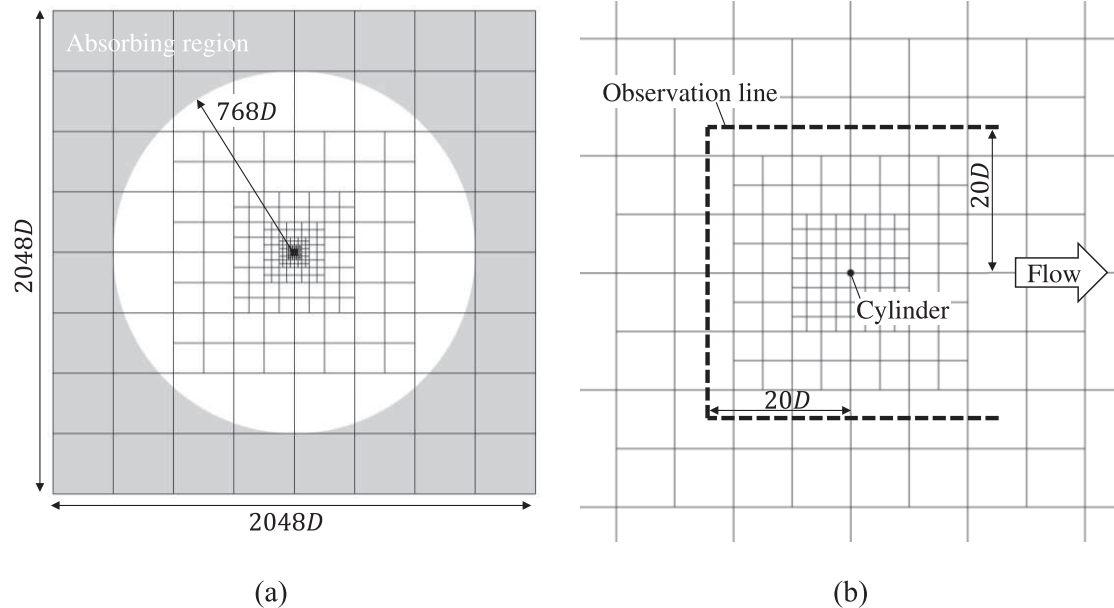 Absorbing region
768D
2048D
2048D
(a)
Observation line
20D
Flow
Cylinder
20D
(b)